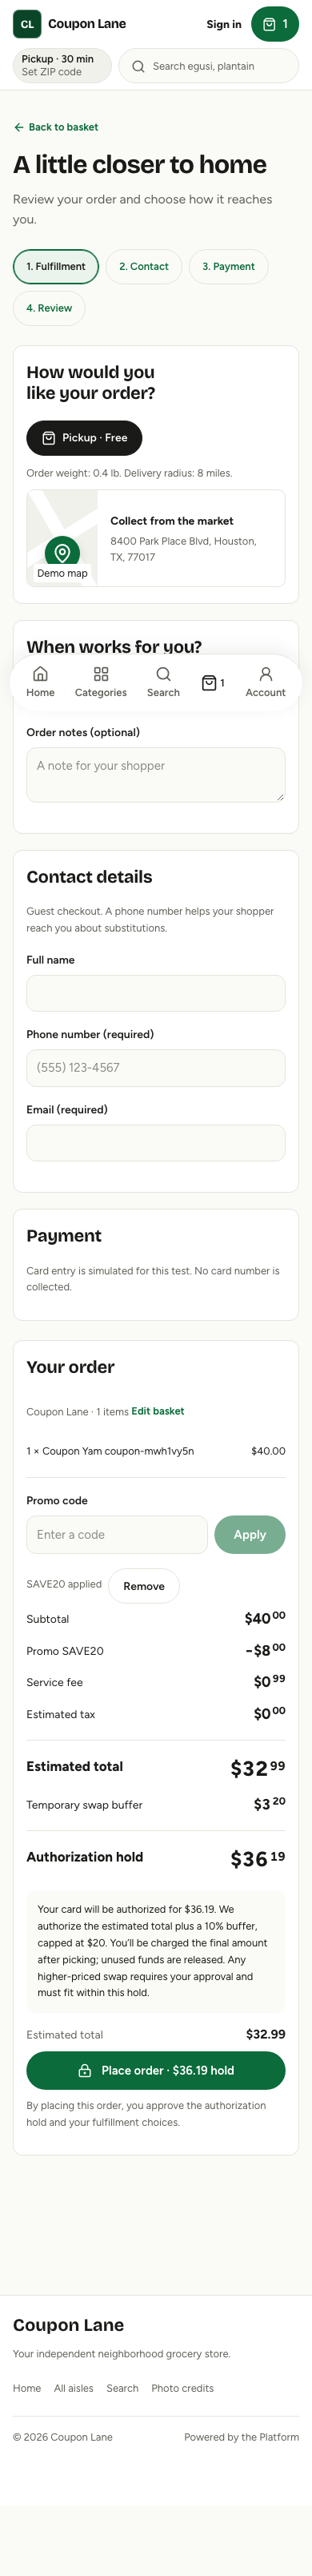 CL Coupon Lane Sign in 1
Pickup · 30 min
Set ZIP code
Search egusi, plantain
Back to basket
A little closer to home
Review your order and choose how it reaches
you.
1. Fulfillment 2. Contact 3. Payment
4. Review
How would you
like your order?
Pickup · Free
Order weight: 0.4 lb. Delivery radius: 8 miles.
Collect from the market
8400 Park Place Blvd, Houston,
TX, 77017
Demo map
When works for you?
Home Categories Search 1 Account
Order notes (optional)
A note for your shopper
Contact details
Guest checkout. A phone number helps your shopper
reach you about substitutions.
Full name
Phone number (required)
(555) 123-4567
Email (required)
Payment
Card entry is simulated for this test. No card number is
collected.
Your order
Coupon Lane · 1 items Edit basket
1 × Coupon Yam coupon-mwh1vy5n $40.00
Promo code
Enter a code Apply
SAVE20 applied Remove
Subtotal $40 00
Promo SAVE20 -$8 00
Service fee $0 99
Estimated tax $0 00
Estimated total $32 99
Temporary swap buffer $3 20
Authorization hold $36 19
Your card will be authorized for $36.19. We
authorize the estimated total plus a 10% buffer,
capped at $20. You'll be charged the final amount
after picking; unused funds are released. Any
higher-priced swap requires your approval and
must fit within this hold.
Estimated total $32.99
Place order · $36.19 hold
By placing this order, you approve the authorization
hold and your fulfillment choices.
Coupon Lane
Your independent neighborhood grocery store.
Home All aisles Search Photo credits
© 2026 Coupon Lane Powered by the Platform